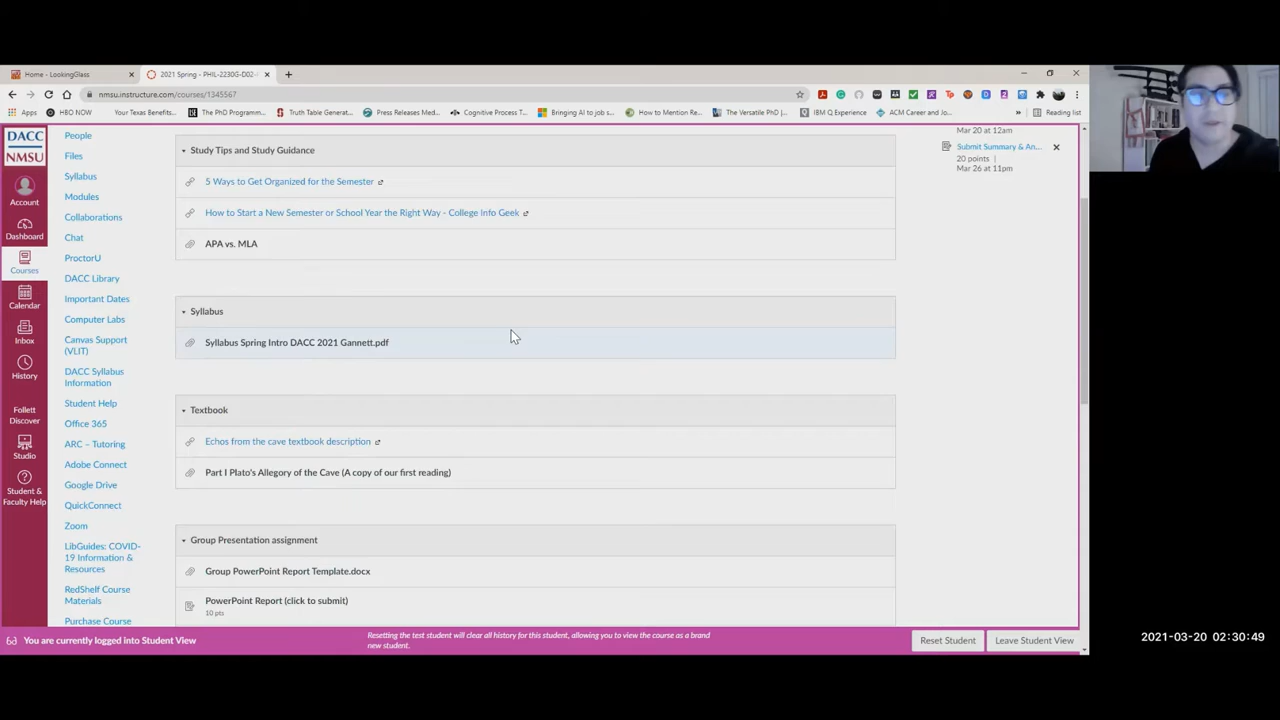 Home - LookingGlass
2021 Spring - PHIL-2230G-D02-
nmsu.instructure.com/courses/1345567
Apps
HBO NOW
Your Texas Benefits...
The PhD Programme...
Truth Table Generat...
Press Releases Med...
Cognitive Process T...
Bringing AI to job s...
How to Mention Re...
The Versatile PhD |...
IBM Q Experience
ACM Career and Jo...
»
Reading list
DACC
NMSU
Account
Dashboard
Courses
Calendar
Inbox
History
Follett
Discover
Studio
Student &
Faculty Help
People
Files
Syllabus
Modules
Collaborations
Chat
ProctorU
DACC Library
Important Dates
Computer Labs
Canvas Support
(VLIT)
DACC Syllabus
Information
Student Help
Office 365
ARC – Tutoring
Adobe Connect
Google Drive
QuickConnect
Zoom
LibGuides: COVID-
19 Information &
Resources
RedShelf Course
Materials
Purchase Course
Study Tips and Study Guidance
5 Ways to Get Organized for the Semester
How to Start a New Semester or School Year the Right Way - College Info Geek
APA vs. MLA
Syllabus
Syllabus Spring Intro DACC 2021 Gannett.pdf
Textbook
Echos from the cave textbook description
Part I Plato's Allegory of the Cave (A copy of our first reading)
Group Presentation assignment
Group PowerPoint Report Template.docx
PowerPoint Report (click to submit)
10 pts
Mar 20 at 12am
Submit Summary & An...
20 points |
Mar 26 at 11pm
You are currently logged into Student View
Resetting the test student will clear all history for this student, allowing you to view the course as a brand
new student.
Reset Student
Leave Student View
2021-03-20 02:30:49